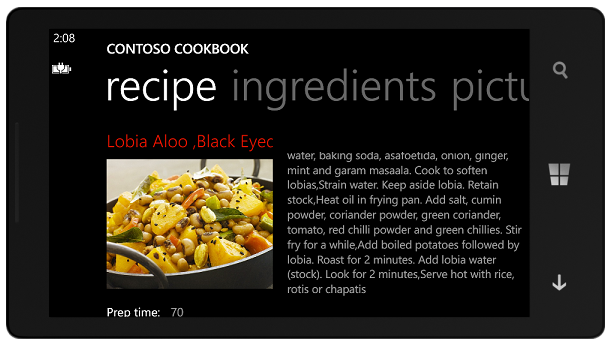 2:08
CONTOSO COOKBOOK
recipe ingredients pictu
Lobia Aloo ,Black Eyec
water, baking soda, asafoetida, onion, ginger,
mint and garam masaala. Cook to soften
lobias,Strain water. Keep aside lobia. Retain
stock,Heat oil in frying pan. Add salt, cumin
powder, coriander powder, green coriander,
tomato, red chilli powder and green chillies. Stir
fry for a while,Add boiled potatoes followed by
lobia. Roast for 2 minutes. Add lobia water
(stock). Look for 2 minutes,Serve hot with rice,
rotis or chapatis
Prep time: 70